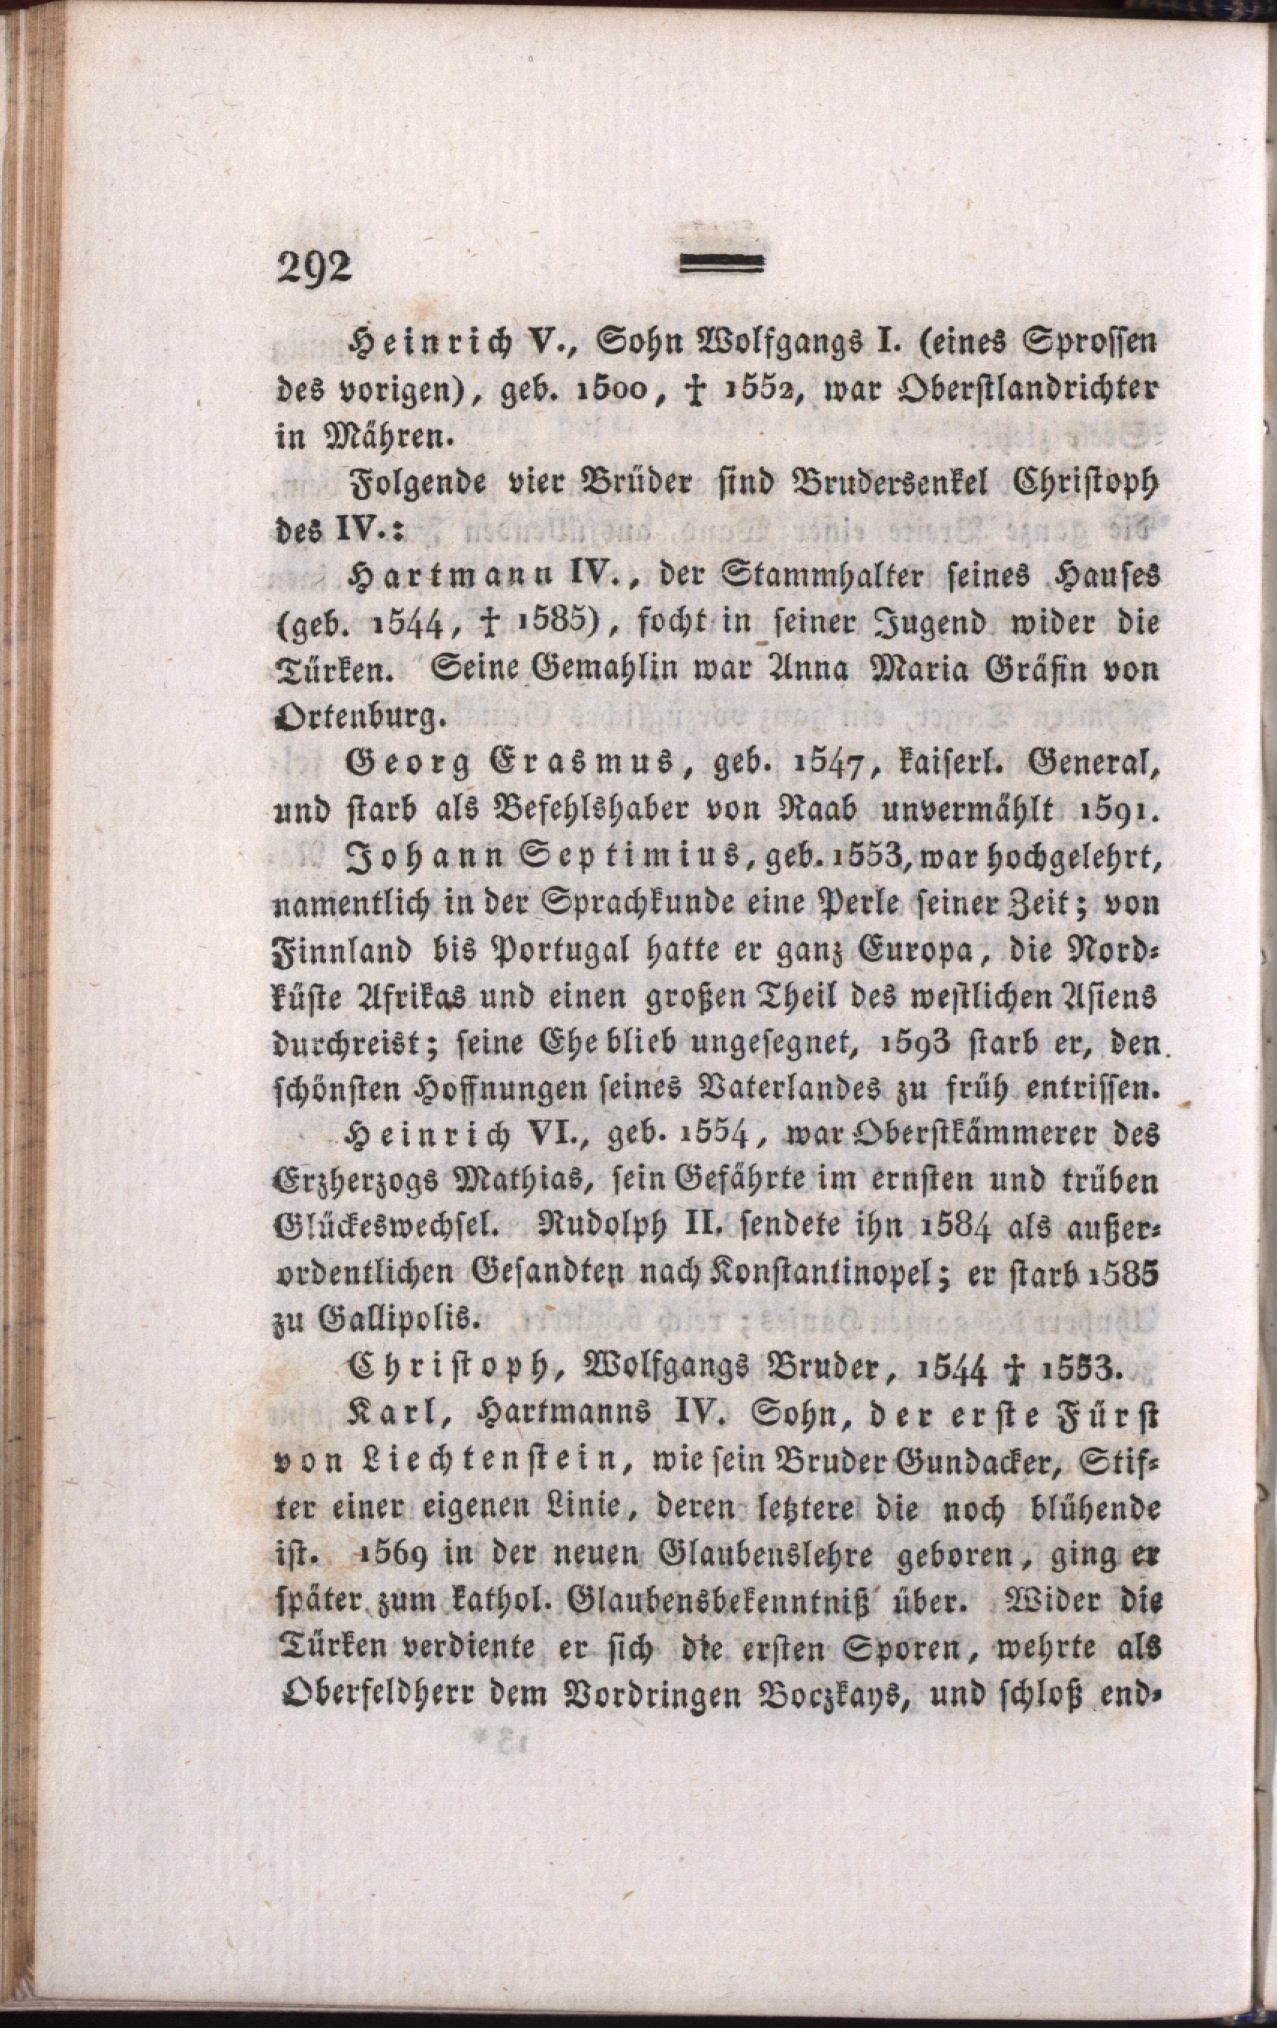 292
Heinrich V., Sohn Wolfgangs I. (eines Sprossen
des vorigen), geb. 1500, † 1552, war Oberstlandrichter
in Mähren.
Folgende vier Brüder sind Brudersenkel Christoph
des IV.:
Hartmann IV., der Stammhalter seines Hauses
(geb. 1544, † 1585), focht in seiner Jugend wider die
Türken. Seine Gemahlin war Anna Maria Gräfin von
Ortenburg.
Georg Erasmus, geb. 1547, kaiserl. General,
und starb als Befehlshaber von Raab unvermählt 1591.
Johann Septimius, geb. 1553, war hochgelehrt,
namentlich in der Sprachkunde eine Perle seiner Zeit; von
Finnland bis Portugal hatte er ganz Europa, die Nord-
küste Afrikas und einen großen Theil des westlichen Asiens
durchreist; seine Ehe blieb ungesegnet, 1593 starb er, den
schönsten Hoffnungen seines Vaterlandes zu früh entrissen.
Heinrich VI., geb. 1554, war Oberstkämmerer des
Erzherzogs Mathias, sein Gefährte im ernsten und trüben
Glückeswechsel. Rudolph II. sendete ihn 1584 als außer-
ordentlichen Gesandten nach Konstantinopel; er starb 1585
zu Gallipolis.
Christoph, Wolfgangs Bruder, 1544 † 1553.
Karl, Hartmanns IV. Sohn, der erste Fürst
von Liechtenstein, wie sein Bruder Gundacker, Stif-
ter einer eigenen Linie, deren letztere die noch blühende
ist. 1569 in der neuen Glaubenslehre geboren, ging er
später zum kathol. Glaubensbekenntniß über. Wider die
Türken verdiente er sich die ersten Sporen, wehrte als
Oberfeldherr dem Vordringen Boczkays, und schloß end-